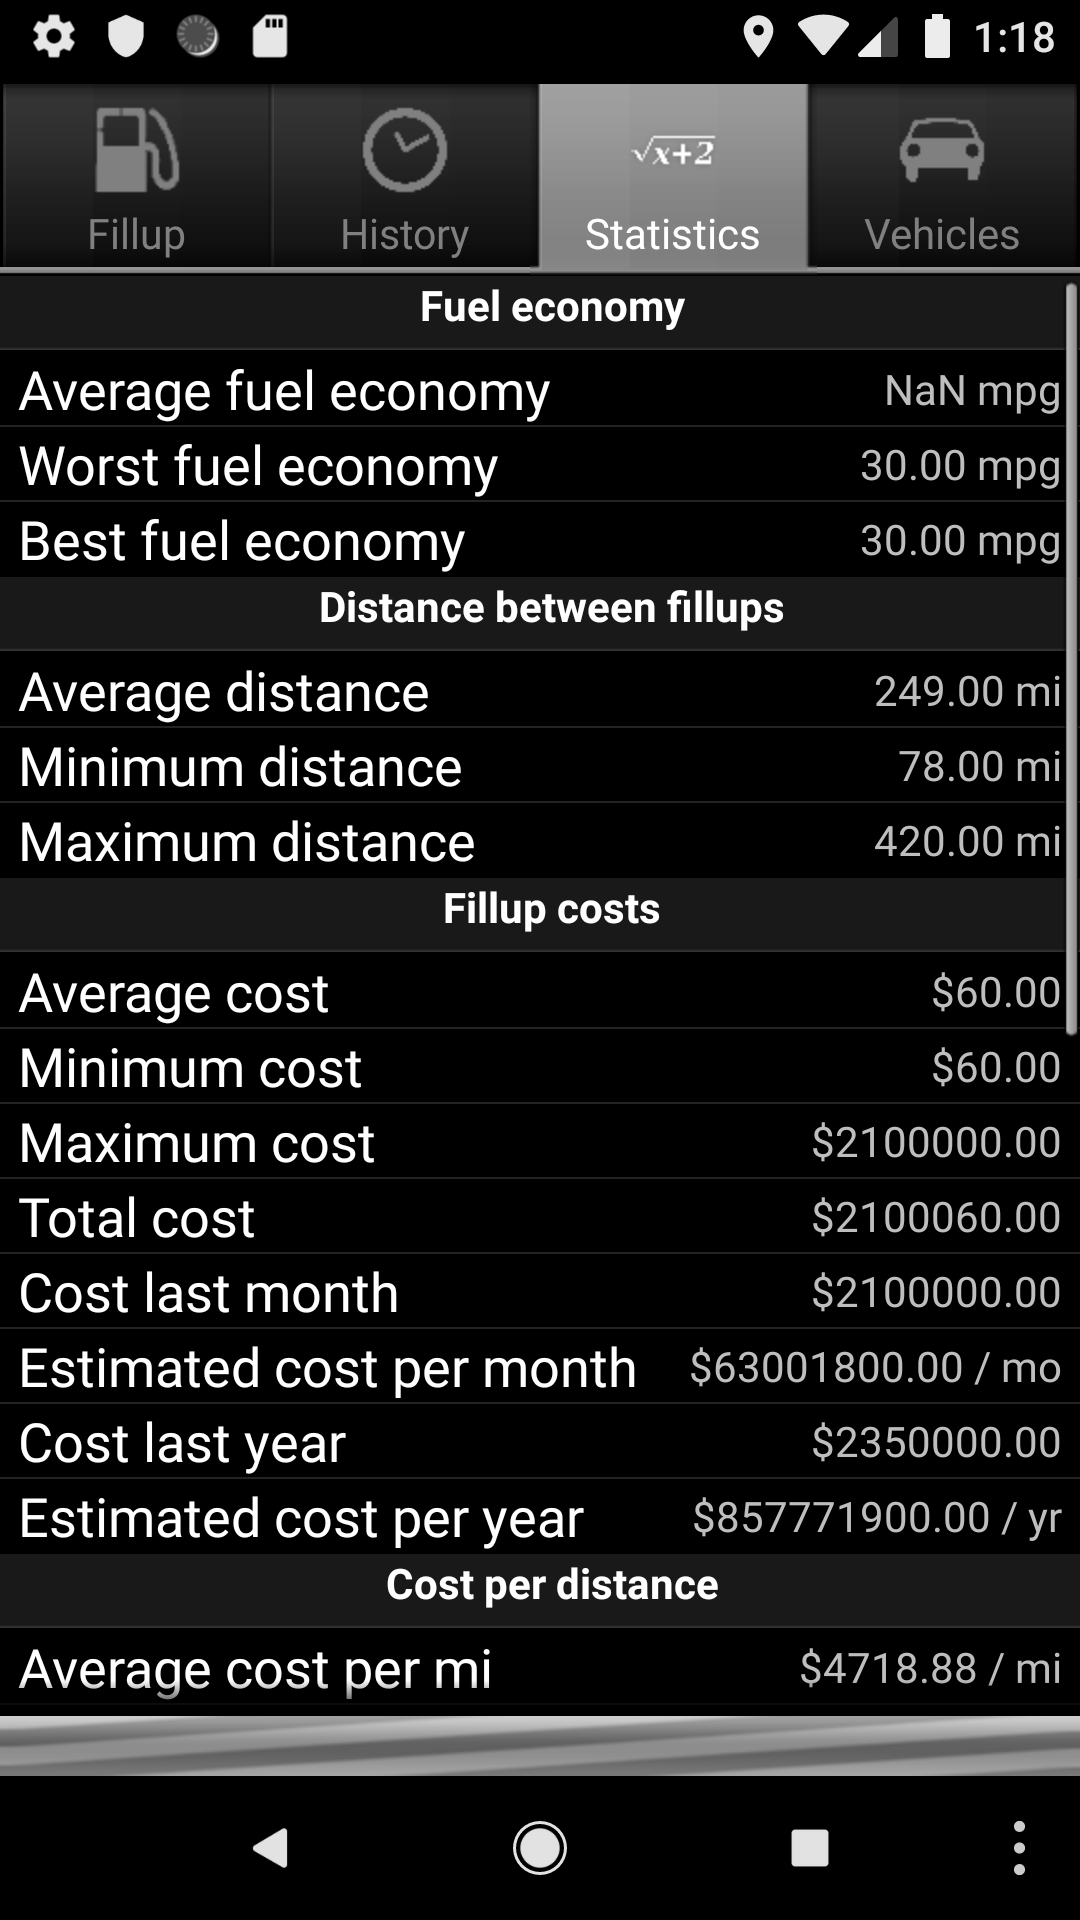 1:18
√x+2
Fillup History Statistics Vehicles
Fuel economy
Average fuel economy NaN mpg
Worst fuel economy 30.00 mpg
Best fuel economy 30.00 mpg
Distance between fillups
Average distance 249.00 mi
Minimum distance 78.00 mi
Maximum distance 420.00 mi
Fillup costs
Average cost $60.00
Minimum cost $60.00
Maximum cost $2100000.00
Total cost $2100060.00
Cost last month $2100000.00
Estimated cost per month $63001800.00 / mo
Cost last year $2350000.00
Estimated cost per year $857771900.00 / yr
Cost per distance
Average cost per mi $4718.88 / mi